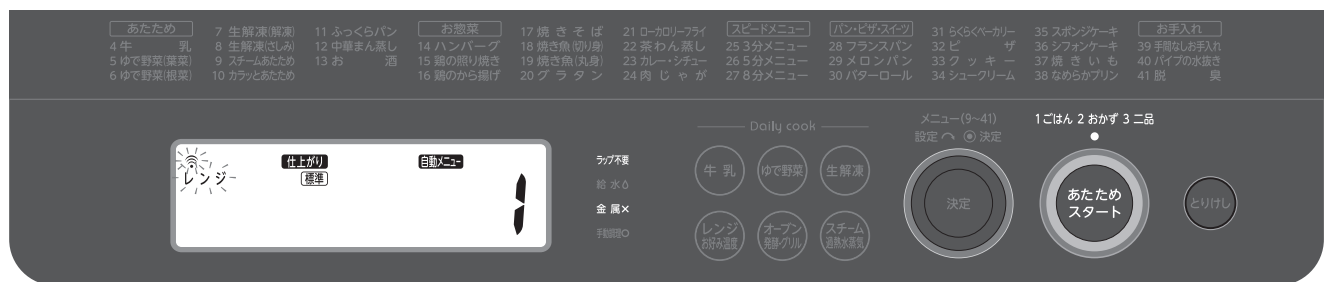 あたため
4 牛 乳
5 ゆで野菜(葉菜)
6 ゆで野菜(根菜)
7 生解凍(解凍)
8 生解凍(さしみ)
9 スチームあたため
10 カラッとあたため
11 ふっくらパン
12 中華まん蒸し
13 お 酒
お惣菜
14 ハンバーグ
15 鶏の照り焼き
16 鶏のから揚げ
17 焼きそば
18 焼き魚(切り身)
19 焼き魚(丸身)
20 グラタン
21 ローカロリーフライ
22 茶わん蒸し
23 カレー・シチュー
24 肉じゃが
スピードメニュー
25 3分メニュー
26 5分メニュー
27 8分メニュー
パン・ピザ・スイーツ
28 フランスパン
29 メロンパン
30 バターロール
31 らくらくベーカリー
32 ピ ザ
33 クッキー
34 シュークリーム
35 スポンジケーキ
36 シフォンケーキ
37 焼きいも
38 なめらかプリン
お手入れ
39 手間なしお手入れ
40 パイプの水抜き
41 脱 臭
レンジ
仕上がり
標準
自動メニュー
1
ラップ不要
給 水
金 属×
Daily cook
牛 乳
ゆで野菜
生解凍
レンジ
お好み温度
オーブン
発酵・グリル
スチーム
過熱水蒸気
メニュー(9~41)
設定 決定
決定
1 ごはん 2 おかず 3 二品
あたため
スタート
とりけし